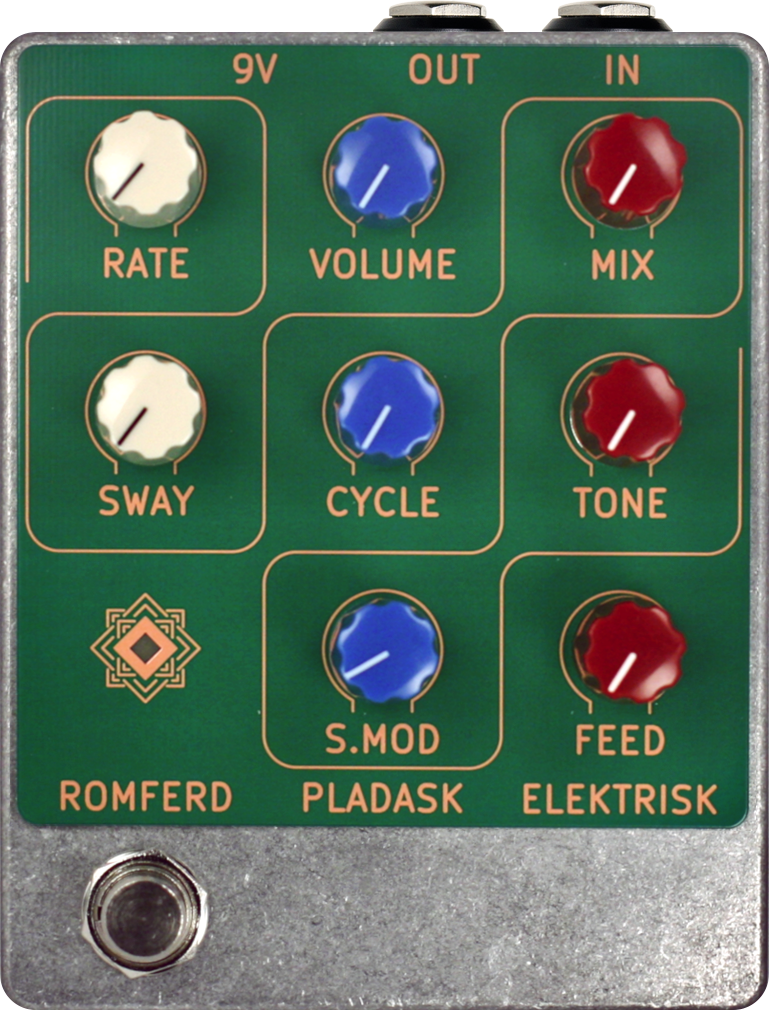 9V OUT IN
RATE VOLUME MIX
SWAY CYCLE TONE
S.MOD FEED
ROMFERD PLADASK ELEKTRISK